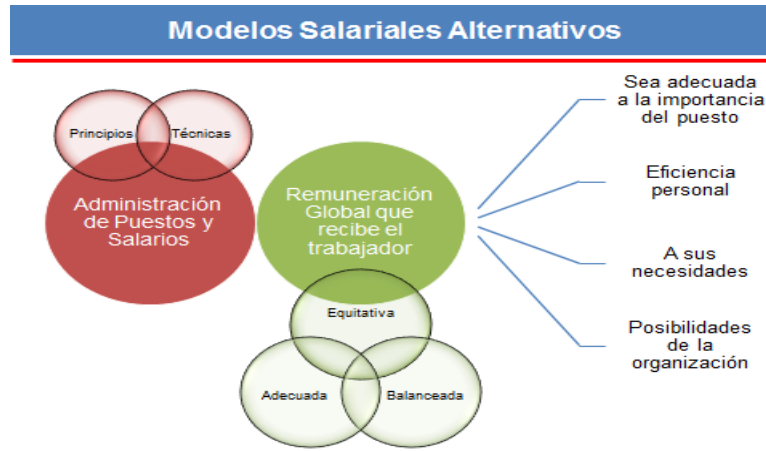 Modelos Salariales Alternativos
Principios
Técnicas
Administración
de Puestos y
Salarios
Remuneración
Global que
recibe el
trabajador
Equitativa
Adecuada
Balanceada
Sea adecuada
a la importancia
del puesto
Eficiencia
personal
A sus
necesidades
Posibilidades
de la
organización